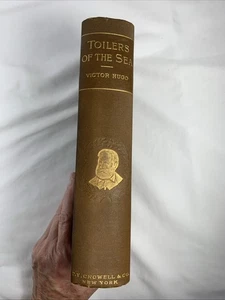 TOILERS
OF THE SEA
VICTOR HUGO
T.Y. CROWELL & CO.
NEW YORK